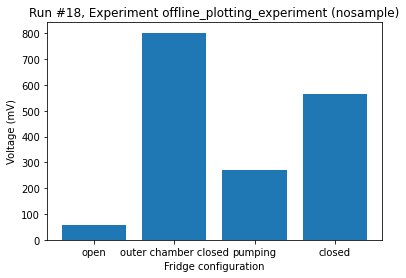 Run #18, Experiment offline_plotting_experiment (nosample)
800
700
600
500
400
300
200
100
0
Voltage (mV)
open outer chamber closed pumping closed
Fridge configuration